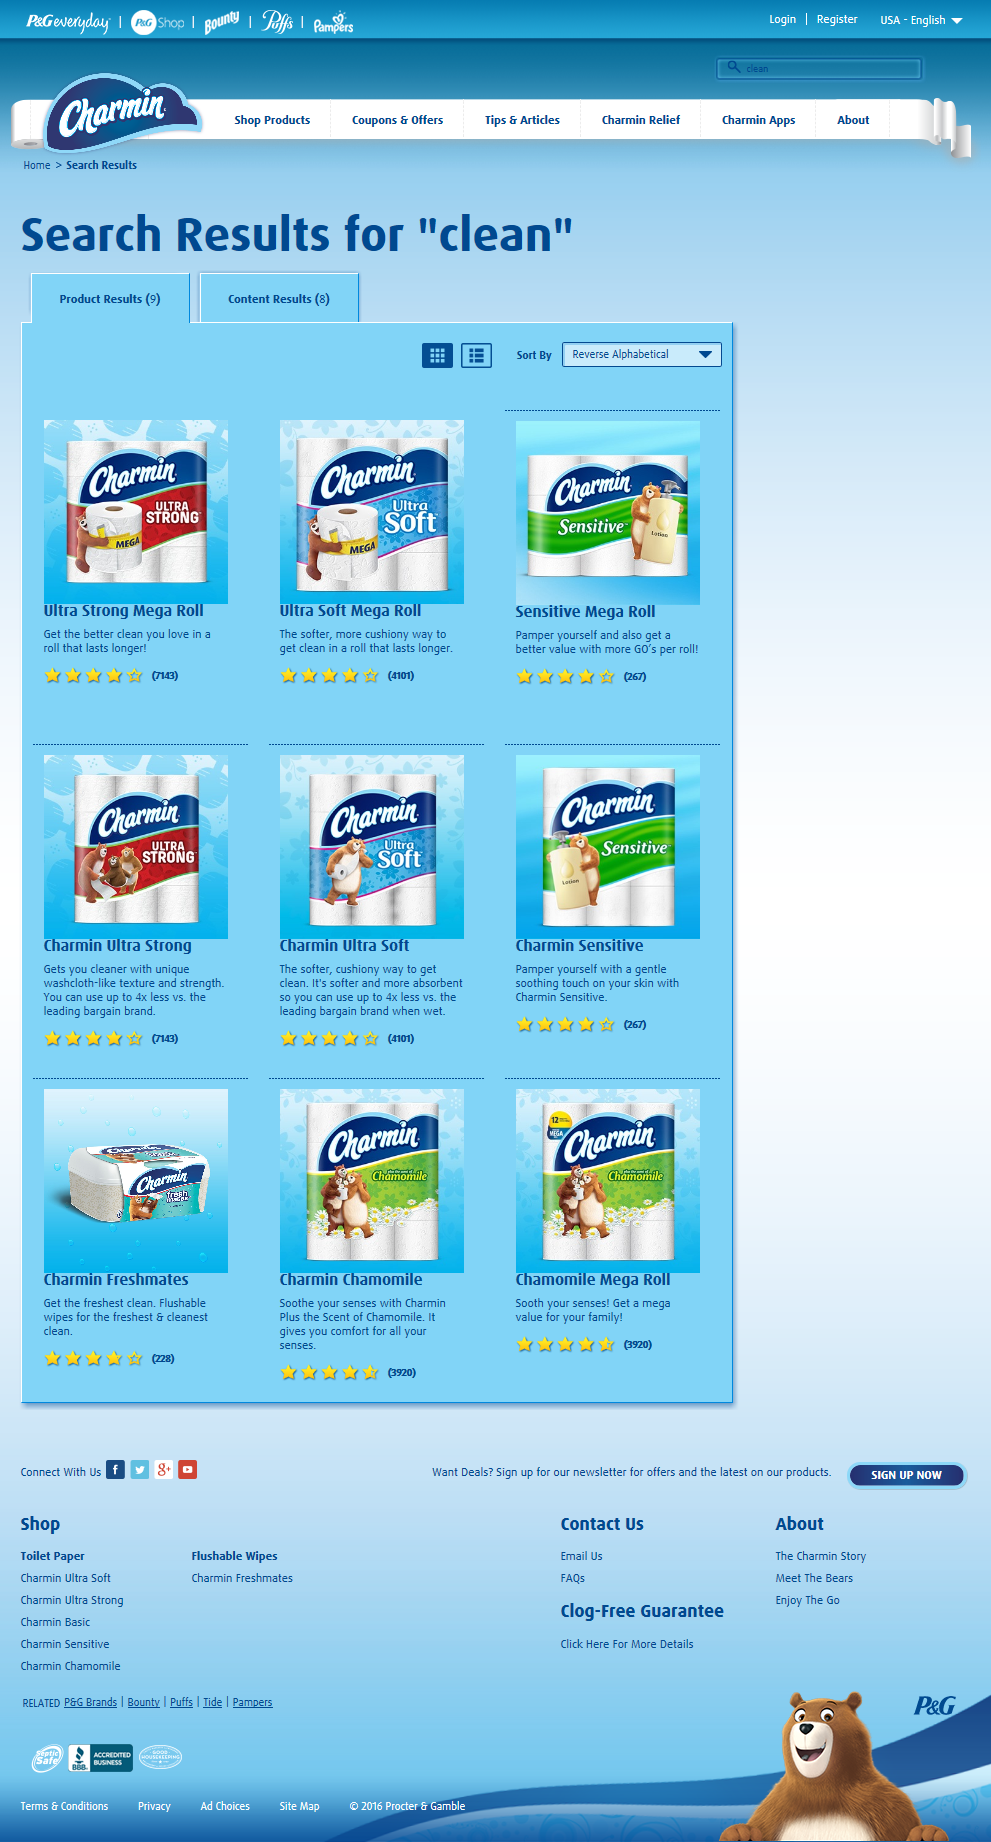 P&G everyday | P&G Shop | Bounty | Puffs | Pampers
Login | Register USA - English
clean
Charmin
Shop Products Coupons & Offers Tips & Articles Charmin Relief Charmin Apps About
Home > Search Results
Search Results for "clean"
Product Results (9) Content Results (8)
Sort By Reverse Alphabetical
Charmin
ULTRA
STRONG
MEGA
Charmin
Ultra
Soft
MEGA
Charmin
Sensitive
Lotion
Ultra Strong Mega Roll
Get the better clean you love in a
roll that lasts longer!
(7143)
Ultra Soft Mega Roll
The softer, more cushiony way to
get clean in a roll that lasts longer.
(4101)
Sensitive Mega Roll
Pamper yourself and also get a
better value with more GO's per roll!
(267)
Charmin
ULTRA
STRONG
Charmin
Ultra
Soft
Charmin
Sensitive
Lotion
Charmin Ultra Strong
Gets you cleaner with unique
washcloth-like texture and strength.
You can use up to 4x less vs. the
leading bargain brand.
(7143)
Charmin Ultra Soft
The softer, cushiony way to get
clean. It's softer and more absorbent
so you can use up to 4x less vs. the
leading bargain brand when wet.
(4101)
Charmin Sensitive
Pamper yourself with a gentle
soothing touch on your skin with
Charmin Sensitive.
(267)
Charmin
Charmin
Chamomile
12
MEGA
Charmin
Chamomile
Charmin Freshmates
Get the freshest clean. Flushable
wipes for the freshest & cleanest
clean.
(228)
Charmin Chamomile
Soothe your senses with Charmin
Plus the Scent of Chamomile. It
gives you comfort for all your
senses.
(3920)
Chamomile Mega Roll
Sooth your senses! Get a mega
value for your family!
(3920)
Connect With Us f g+
Want Deals? Sign up for our newsletter for offers and the latest on our products. SIGN UP NOW
Shop
Toilet Paper
Charmin Ultra Soft
Charmin Ultra Strong
Charmin Basic
Charmin Sensitive
Charmin Chamomile
Flushable Wipes
Charmin Freshmates
Contact Us
Email Us
FAQs
Clog-Free Guarantee
Click Here For More Details
About
The Charmin Story
Meet The Bears
Enjoy The Go
RELATED P&G Brands | Bounty | Puffs | Tide | Pampers
P&G
Septic
Safe
BBB
ACCREDITED
BUSINESS
GOOD
HOUSEKEEPING
Terms & Conditions Privacy Ad Choices Site Map © 2016 Procter & Gamble